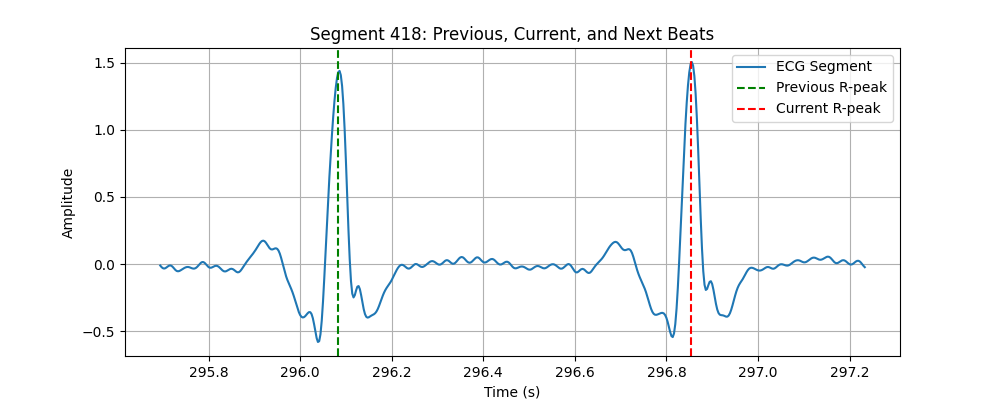 Segment 418: Previous, Current, and Next Beats
1.5
1.0
0.5
0.0
−0.5
Amplitude
ECG Segment
Previous R-peak
Current R-peak
295.8 296.0 296.2 296.4 296.6 296.8 297.0 297.2
Time (s)